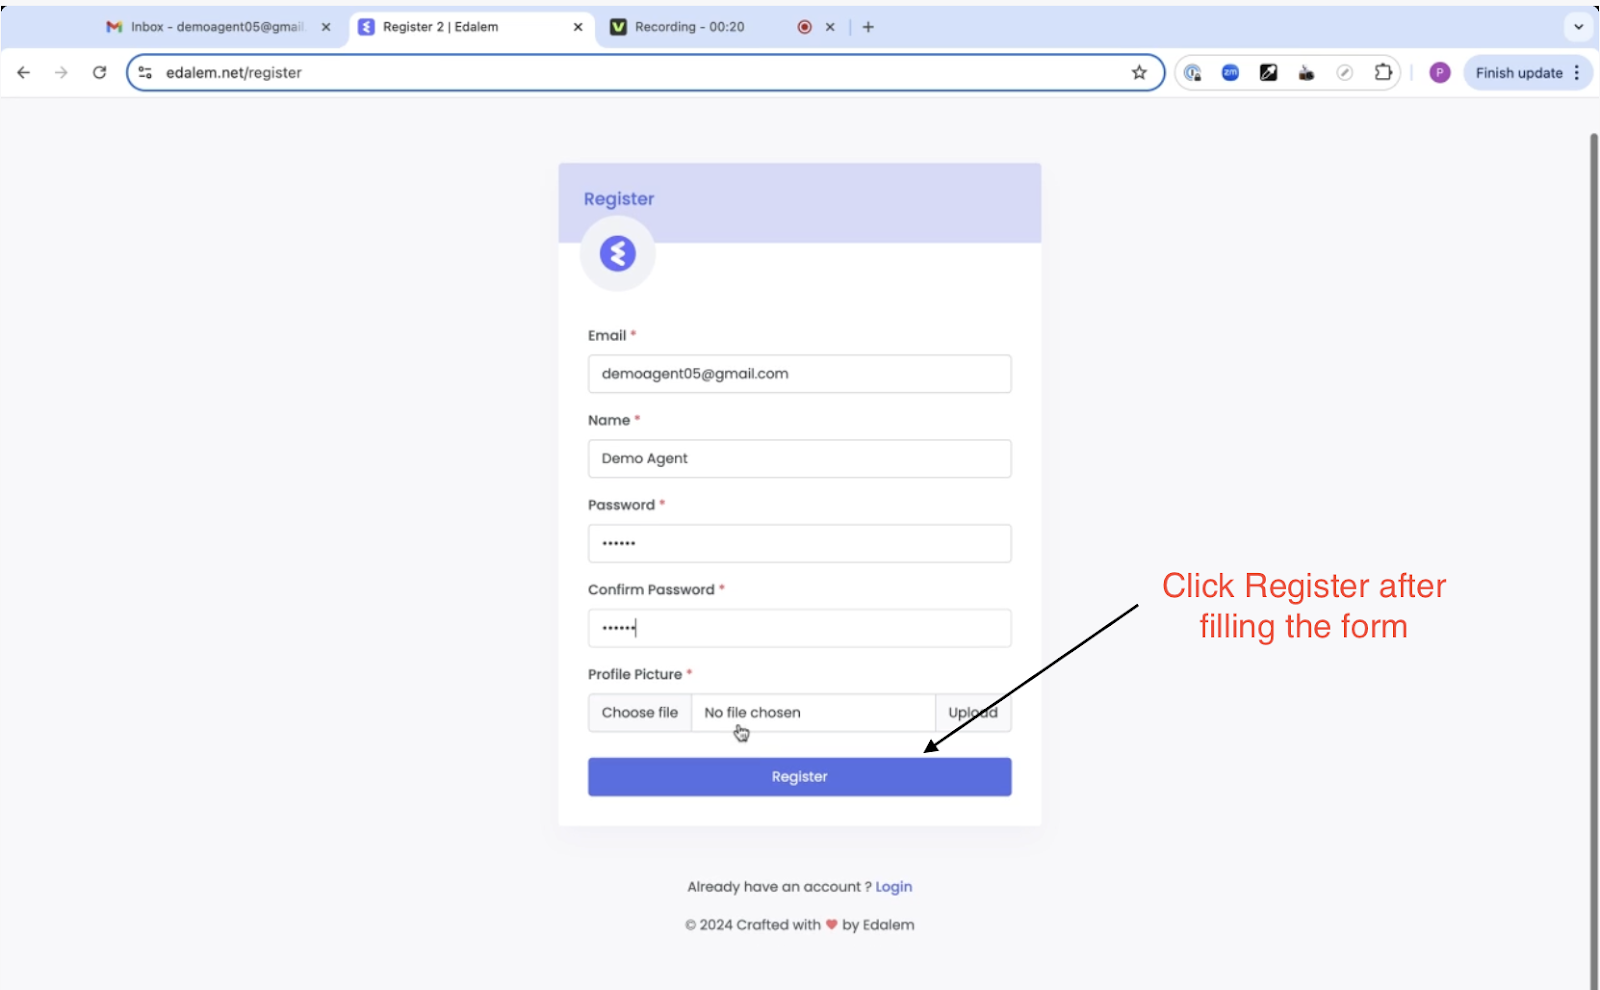 Inbox - demoagent05@gmail
Register 2 | Edalem
Recording - 00:20
edalem.net/register
zm
P
Finish update
Register
Email *
demoagent05@gmail.com
Name *
Demo Agent
Password *
••••••
Confirm Password *
••••••
Profile Picture *
Choose file No file chosen Upload
Register
Click Register after
filling the form
Already have an account ? Login
© 2024 Crafted with ❤ by Edalem